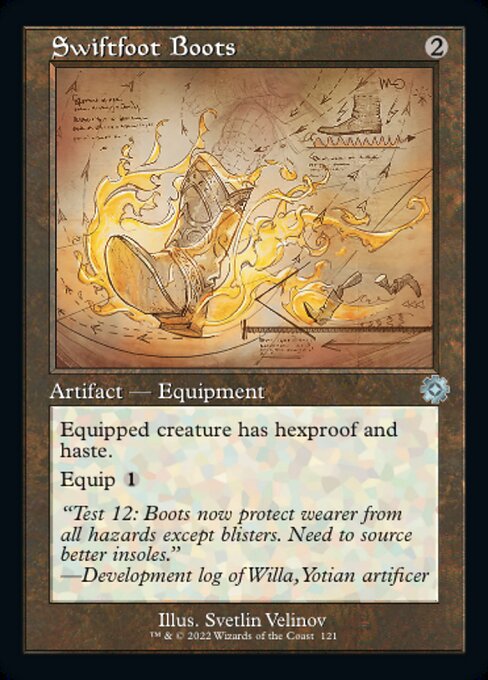 Swiftfoot Boots 2
Artifact — Equipment
Equipped creature has hexproof and
haste.
Equip 1
“Test 12: Boots now protect wearer from
all hazards except blisters. Need to source
better insoles.”
—Development log of Willa, Yotian artificer
Illus. Svetlin Velinov
™ & © 2022 Wizards of the Coast 121